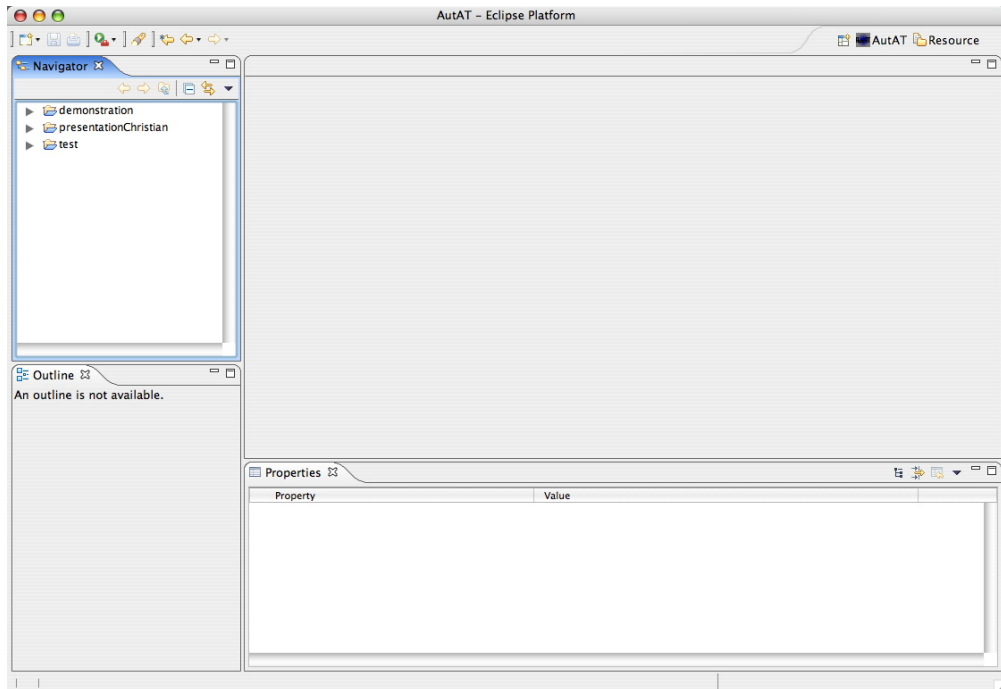 AutAT – Eclipse Platform
AutAT Resource
Navigator
demonstration
presentationChristian
test
Outline
An outline is not available.
Properties
Property Value